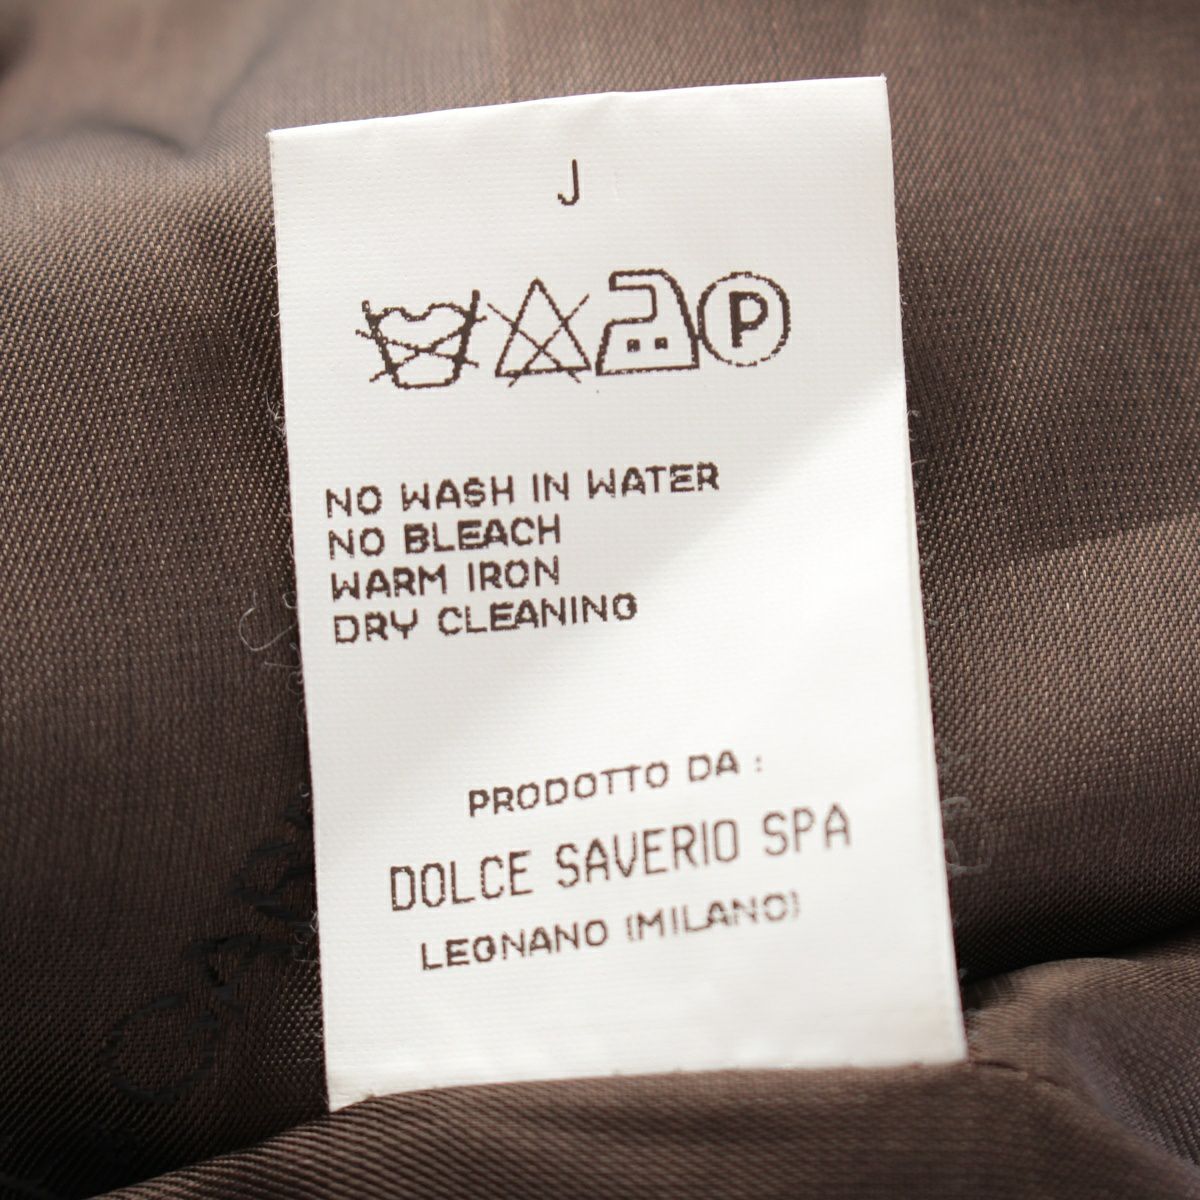 J
P
NO WASH IN WATER
NO BLEACH
WARM IRON
DRY CLEANING
PRODOTTO DA :
DOLCE SAVERIO SPA
LEGNANO (MILANO)